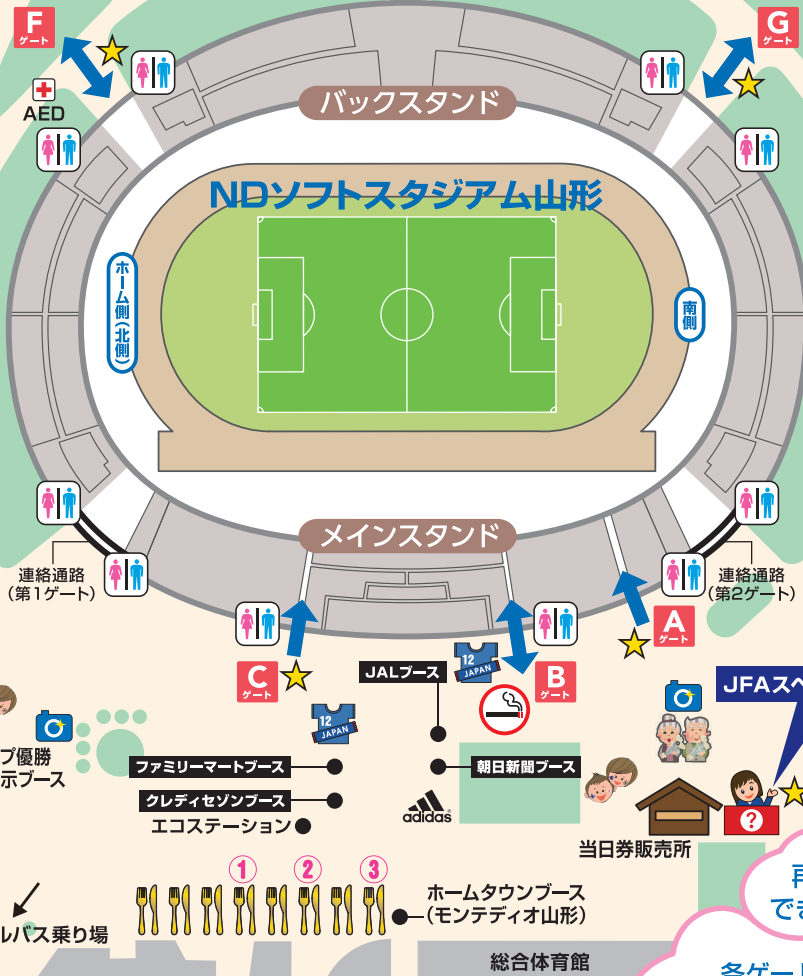 F
ゲート
G
ゲート
AED
バックスタンド
NDソフトスタジアム山形
ホーム側(北側)
南側
メインスタンド
連絡通路
(第1ゲート)
連絡通路
(第2ゲート)
A
ゲート
C
ゲート
B
ゲート
JALブース
12
JAPAN
JFAスペ
12
JAPAN
プ優勝
示ブース
ファミリーマートブース
朝日新聞ブース
クレディセゾンブース
adidas
エコステーション
?
当日券販売所
① ② ③
ホームタウンブース
(モンテディオ山形)
ルバス乗り場
再
でき
総合体育館
各ゲート